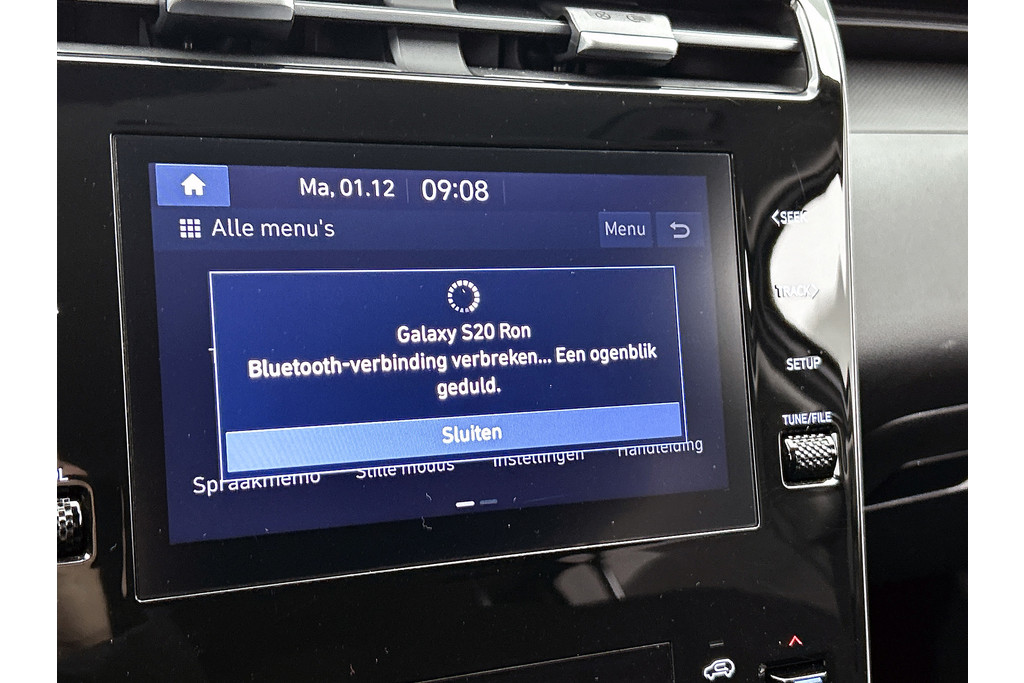 Ma, 01.12 09:08
Alle menu's Menu
Galaxy S20 Ron
Bluetooth-verbinding verbreken... Een ogenblik
geduld.
Sluiten
Spraakmemo Stille modus Instellingen Handleiding
<SEEK
TRACK>
SETUP
TUNE/FILE